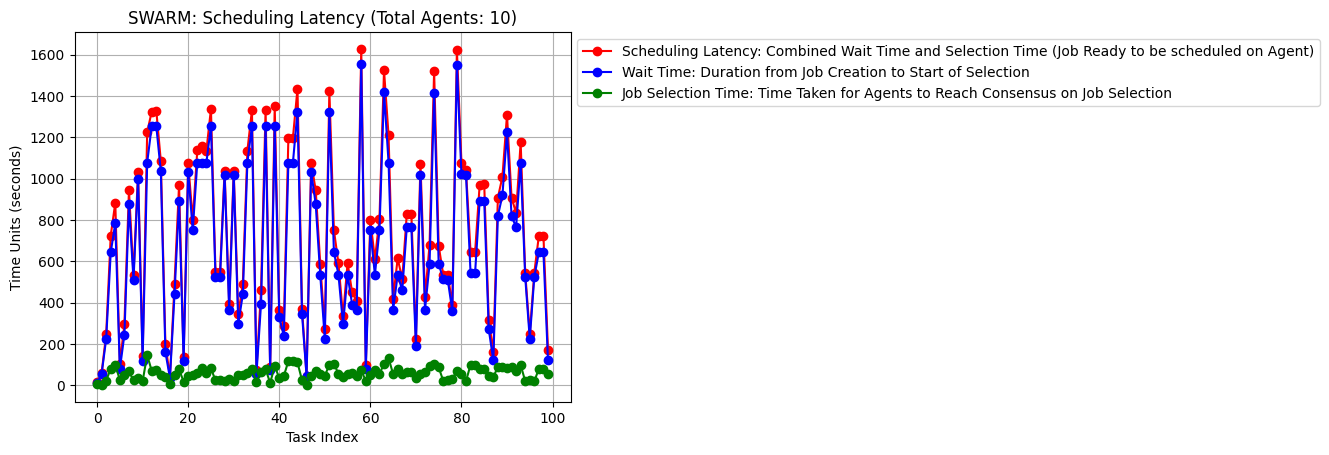 SWARM: Scheduling Latency (Total Agents: 10)
Scheduling Latency: Combined Wait Time and Selection Time (Job Ready to be scheduled on Agent)
Wait Time: Duration from Job Creation to Start of Selection
Job Selection Time: Time Taken for Agents to Reach Consensus on Job Selection
Time Units (seconds)
1600
1400
1200
1000
800
600
400
200
0
0 20 40 60 80 100
Task Index